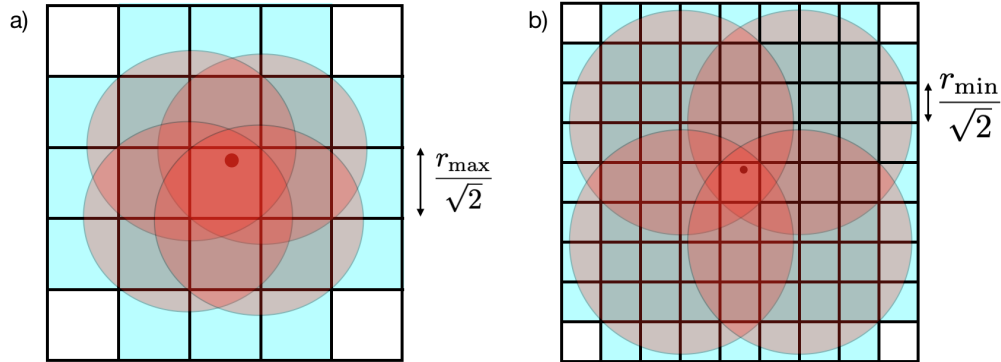 a)
r_max
√2
b)
r_min
√2